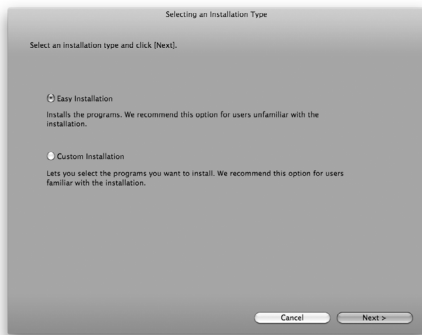 Selecting an Installation Type
Select an installation type and click [Next].
Easy Installation
Installs the programs. We recommend this option for users unfamiliar with the
installation.
Custom Installation
Lets you select the programs you want to install. We recommend this option for users
familiar with the installation.
Cancel
Next >